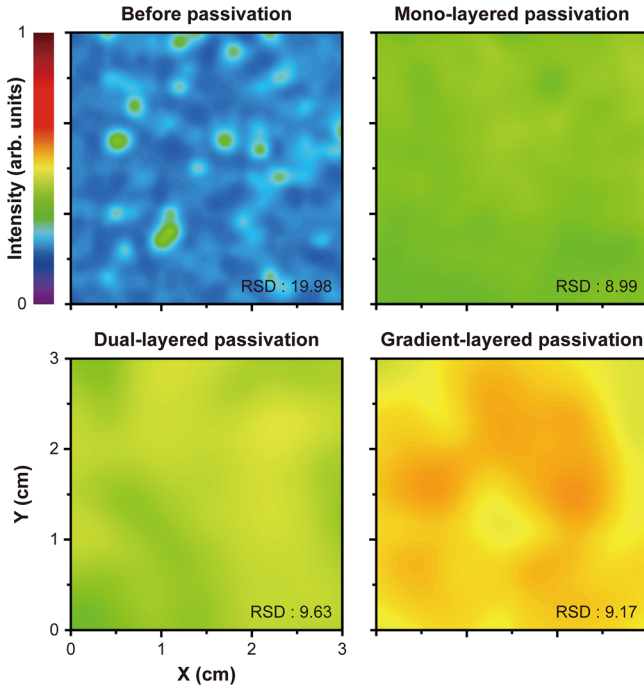 Before passivation
Mono-layered passivation
1
Intensity (arb. units)
0
RSD : 19.98
RSD : 8.99
Dual-layered passivation
Gradient-layered passivation
3
2
1
0
Y (cm)
RSD : 9.63
RSD : 9.17
0 1 2 3
X (cm)